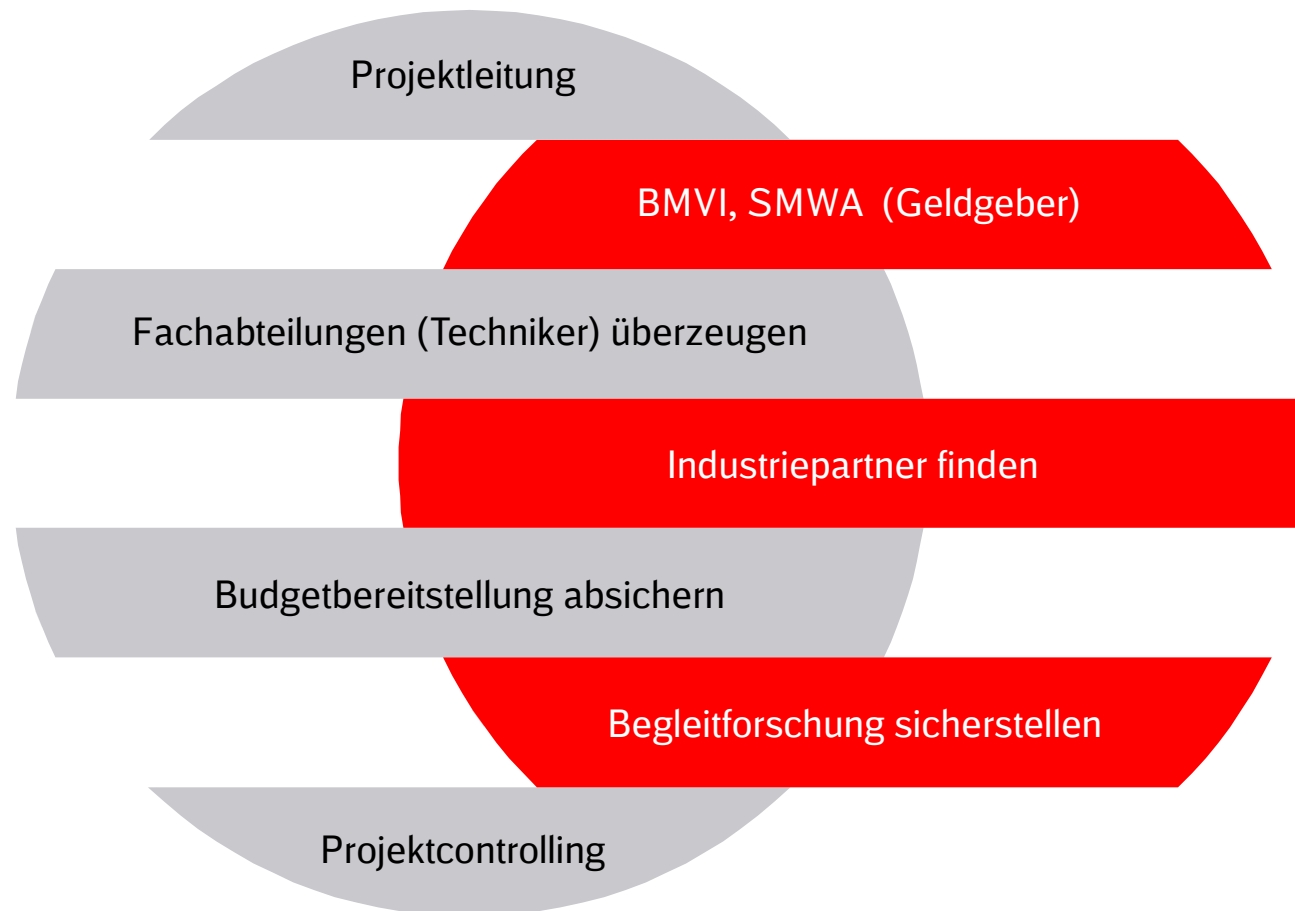 Projektleitung
BMVI, SMWA (Geldgeber)
Fachabteilungen (Techniker) überzeugen
Industriepartner finden
Budgetbereitstellung absichern
Begleitforschung sicherstellen
Projektcontrolling